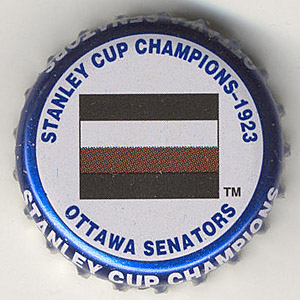 STANLEY CUP CHAMPIONS-1923
TM
OTTAWA SENATORS
STANLEY CUP CHAMPIONS